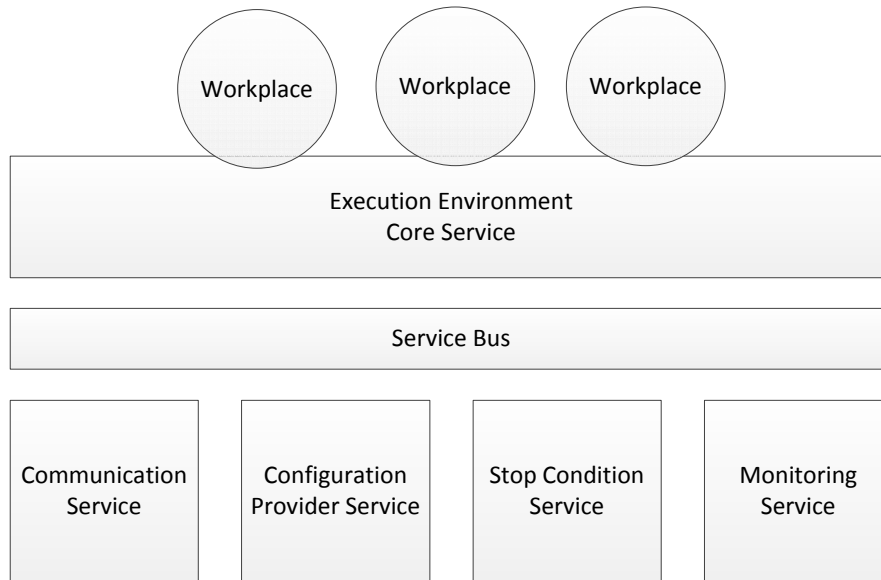 Workplace
Workplace
Workplace
Execution Environment
Core Service
Service Bus
Communication
Service
Configuration
Provider Service
Stop Condition
Service
Monitoring
Service